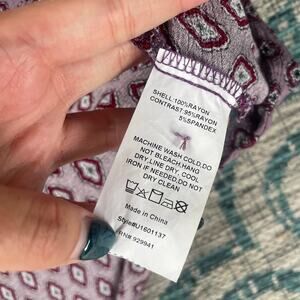 SHELL:100%RAYON
CONTRAST:95%RAYON
5%SPANDEX
MACHINE WASH COLD.DO
NOT BLEACH.HANG
DRY.LINE DRY. COOL
IRON IF NEEDED.DO NOT
DRY CLEAN
Made in China
Style#U1601137
RN# 929941